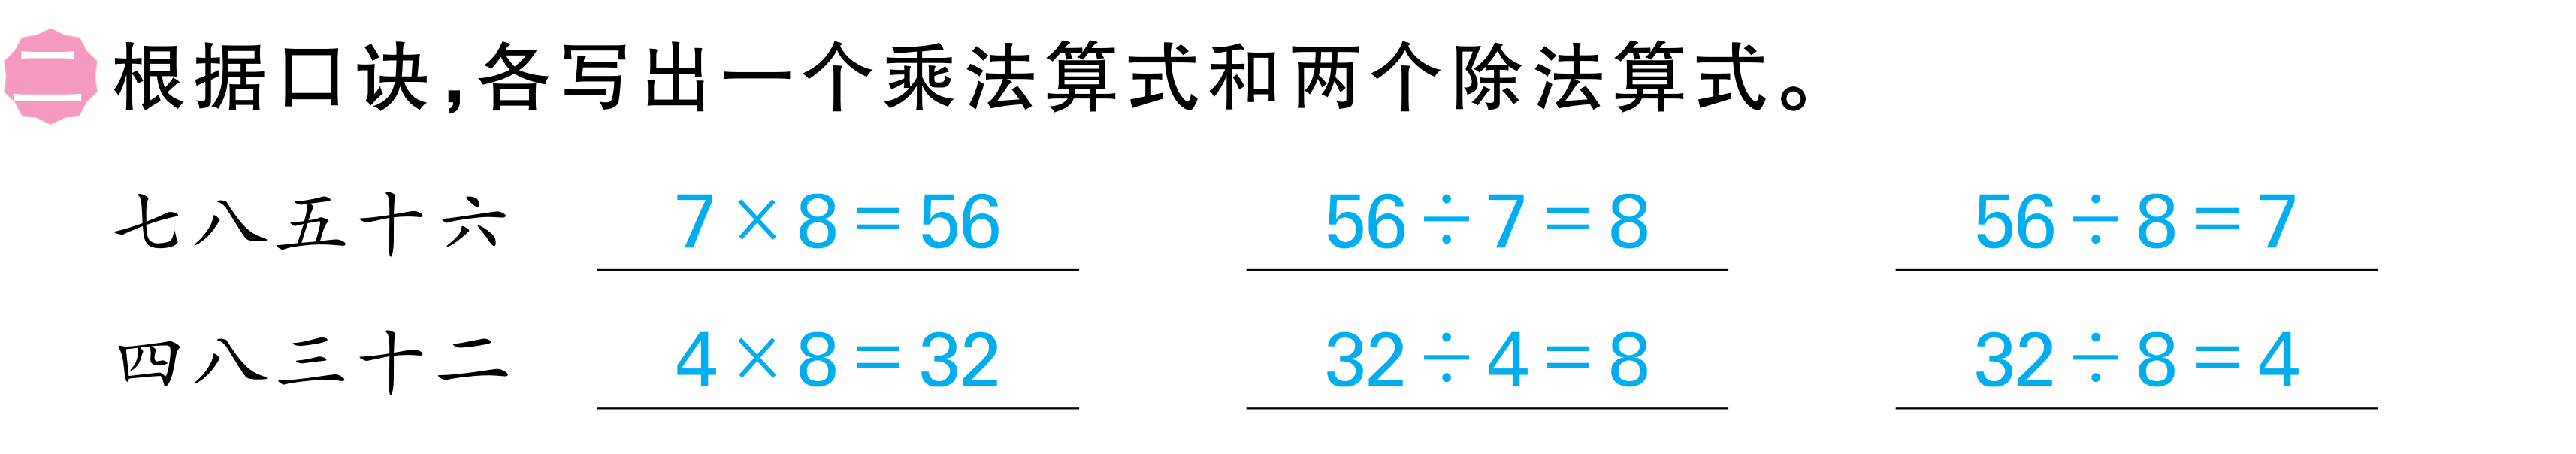 二 根据口诀,各写出一个乘法算式和两个除法算式。
七八五十六 7×8=56 56÷7=8 56÷8=7
四八三十二 4×8=32 32÷4=8 32÷8=4